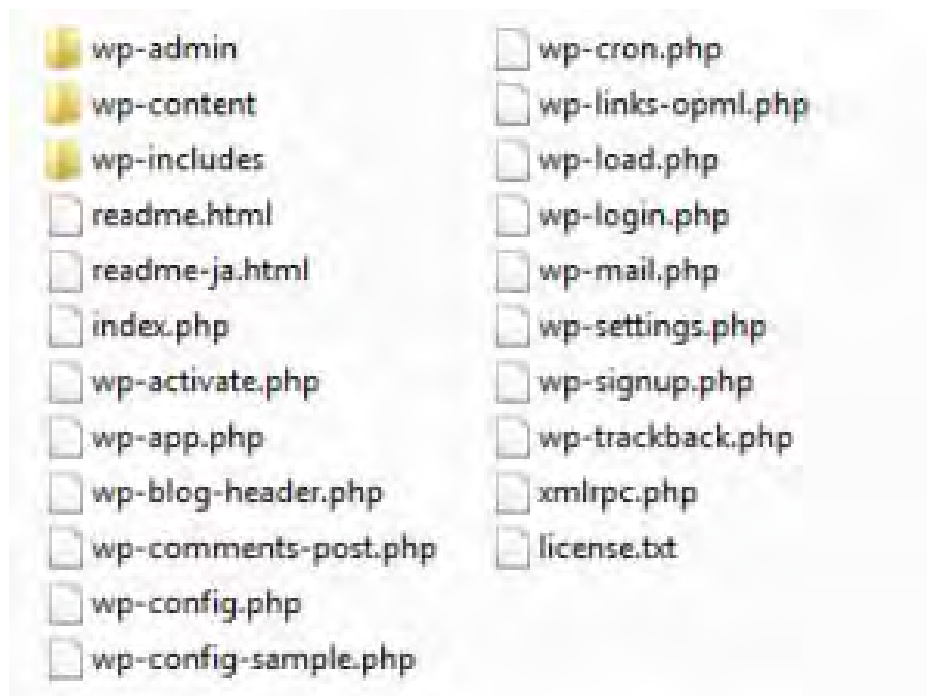 wp-admin
wp-content
wp-includes
readme.html
readme-ja.html
index.php
wp-activate.php
wp-app.php
wp-blog-header.php
wp-comments-post.php
wp-config.php
wp-config-sample.php
wp-cron.php
wp-links-opml.php
wp-load.php
wp-login.php
wp-mail.php
wp-settings.php
wp-signup.php
wp-trackback.php
xmlrpc.php
license.txt